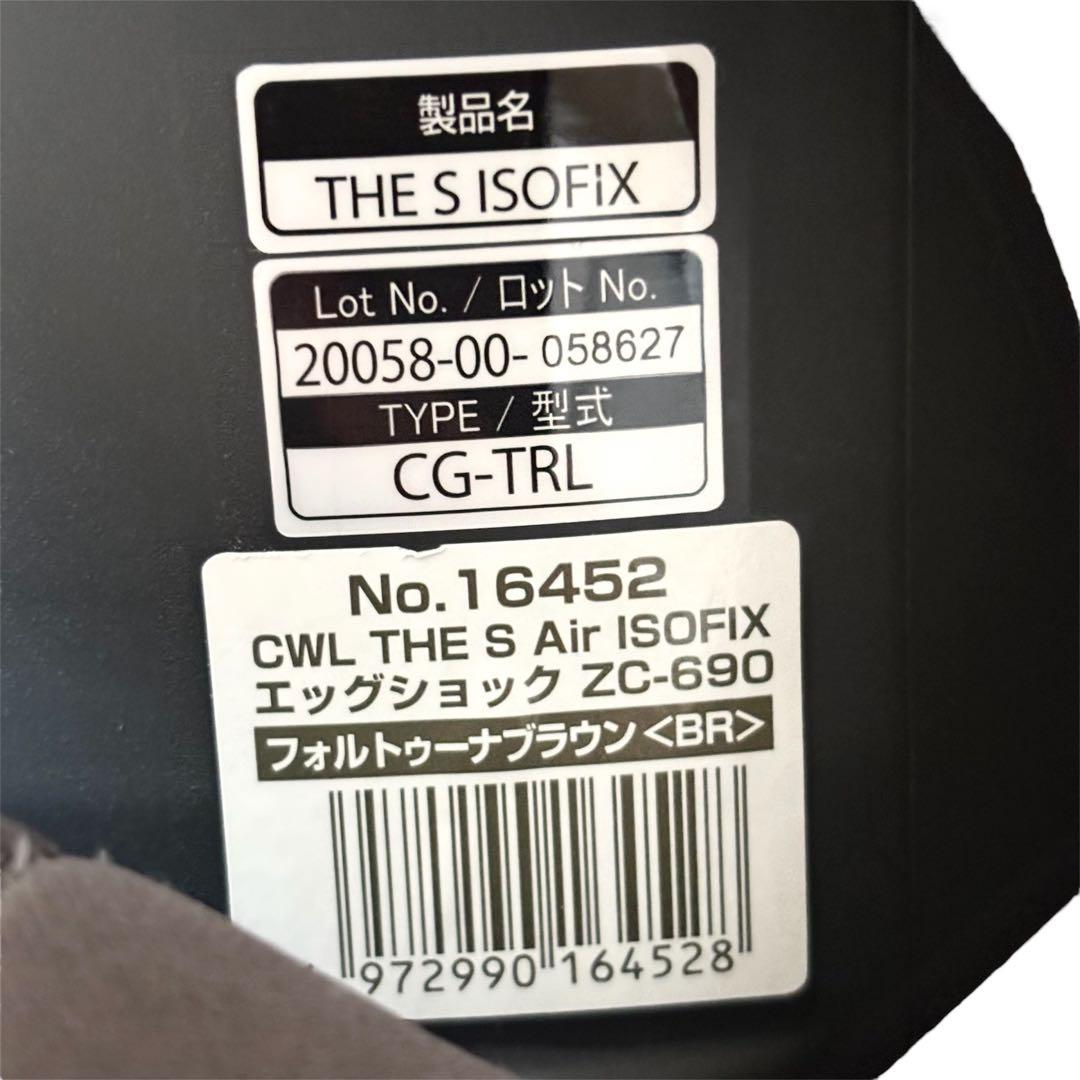 製品名
THE S ISOFIX
Lot No. / ロット No.
20058-00-058627
TYPE / 型式
CG-TRL
No.16452
CWL THE S Air ISOFIX
エッグショック ZC-690
フォルトゥーナブラウン<BR>
972990 164528